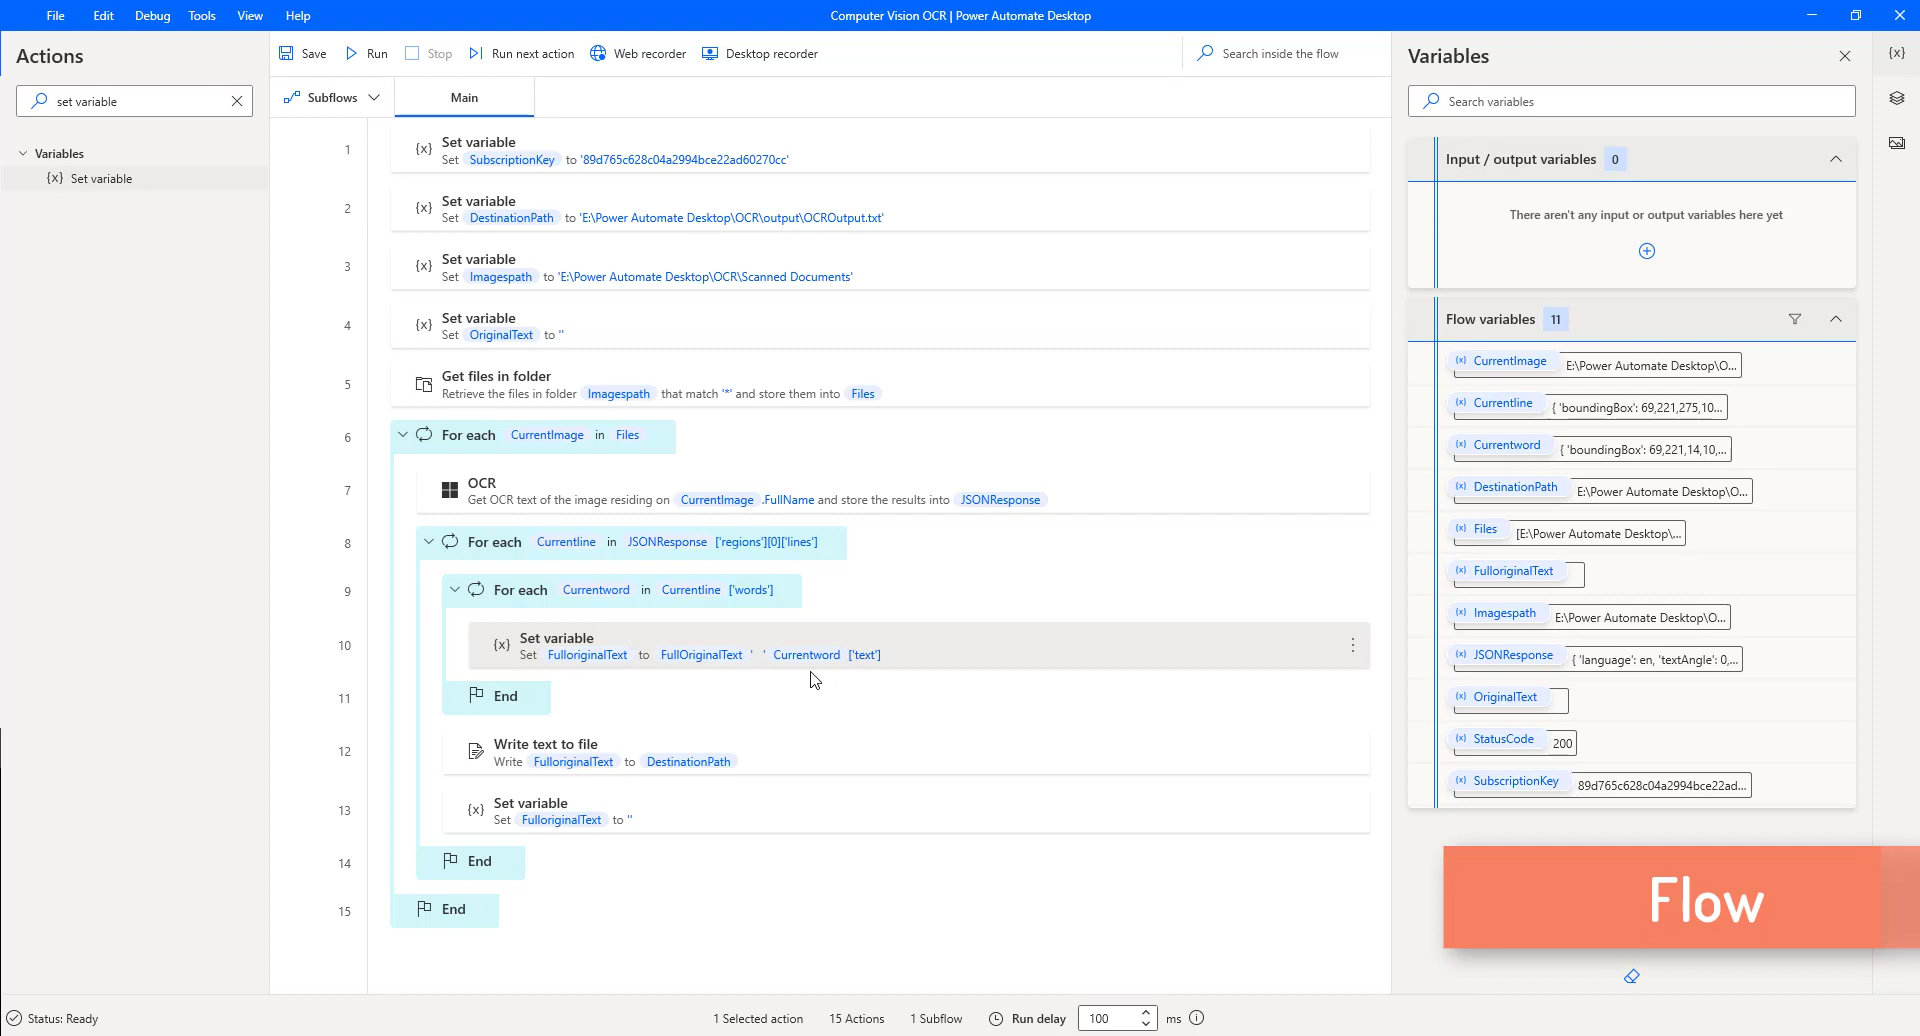 File Edit Debug Tools View Help
Computer Vision OCR | Power Automate Desktop
Actions
set variable
Variables
{x} Set variable
Save Run Stop Run next action Web recorder Desktop recorder
Search inside the flow
Subflows
Main
1
{x} Set variable
Set SubscriptionKey to '89d765c628c04a2994bce22ad60270cc'
2
{x} Set variable
Set DestinationPath to 'E:\Power Automate Desktop\OCR\output\OCROutput.txt'
3
{x} Set variable
Set Imagespath to 'E:\Power Automate Desktop\OCR\Scanned Documents'
4
{x} Set variable
Set OriginalText to ''
5
Get files in folder
Retrieve the files in folder Imagespath that match '*' and store them into Files
6
For each CurrentImage in Files
7
OCR
Get OCR text of the image residing on CurrentImage .FullName and store the results into JSONResponse
8
For each Currentline in JSONResponse ['regions'][0]['lines']
9
For each Currentword in Currentline ['words']
10
{x} Set variable
Set FulloriginalText to FullOriginalText ' ' Currentword ['text']
11
End
12
Write text to file
Write FulloriginalText to DestinationPath
13
{x} Set variable
Set FulloriginalText to ''
14
End
15
End
Variables
{x}
Search variables
Input / output variables 0
There aren't any input or output variables here yet
Flow variables 11
(x) CurrentImage E:\Power Automate Desktop\O...
(x) Currentline { 'boundingBox': 69,221,275,10...
(x) Currentword { 'boundingBox': 69,221,14,10,...
(x) DestinationPath E:\Power Automate Desktop\O...
(x) Files [E:\Power Automate Desktop\...
(x) FulloriginalText
(x) Imagespath E:\Power Automate Desktop\O...
(x) JSONResponse { 'language': en, 'textAngle': 0,...
(x) OriginalText
(x) StatusCode 200
(x) SubscriptionKey 89d765c628c04a2994bce22ad...
Flow
Status: Ready
1 Selected action 15 Actions 1 Subflow Run delay 100 ms